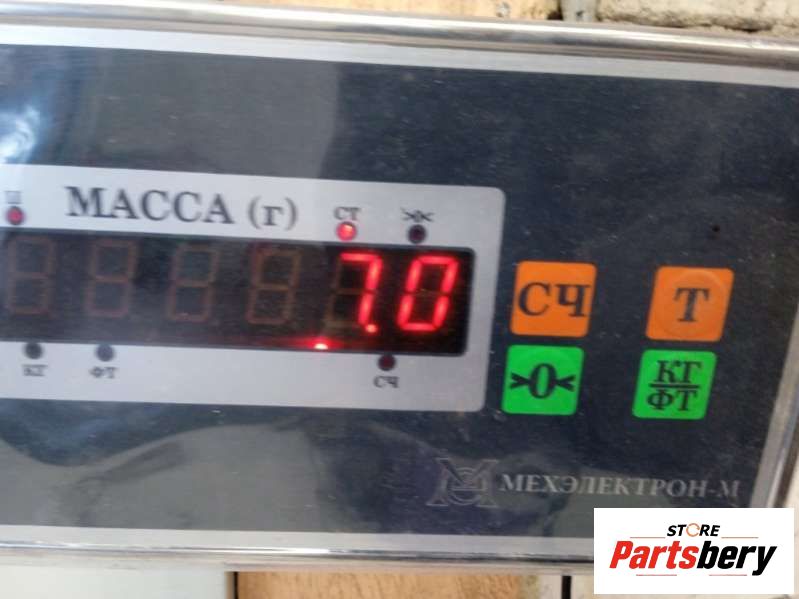 МАССА (г)
СТ
7.0
КГ
ФТ
СЧ
СЧ
Т
>0<
КГ
ФТ
МЕХЭЛЕКТРОН-М
STORE
Partsbery